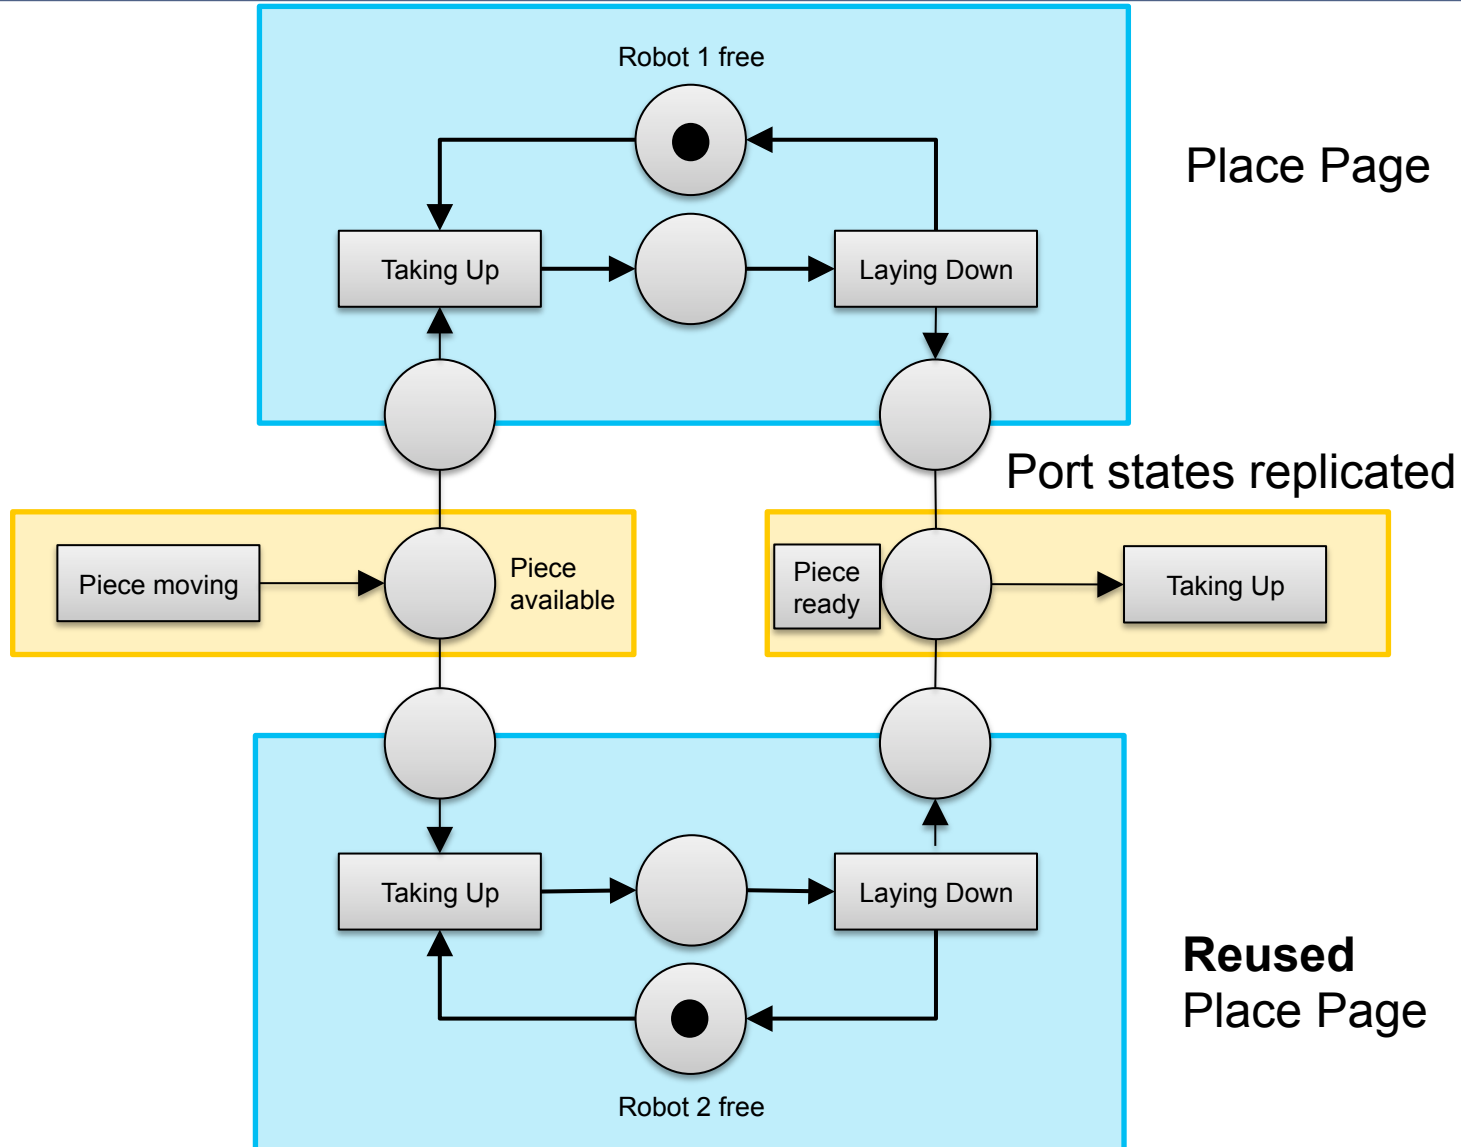 Robot 1 free
Place Page
Taking Up
Laying Down
Port states replicated
Piece moving
Piece
available
Piece
ready
Taking Up
Taking Up
Laying Down
Reused
Place Page
Robot 2 free